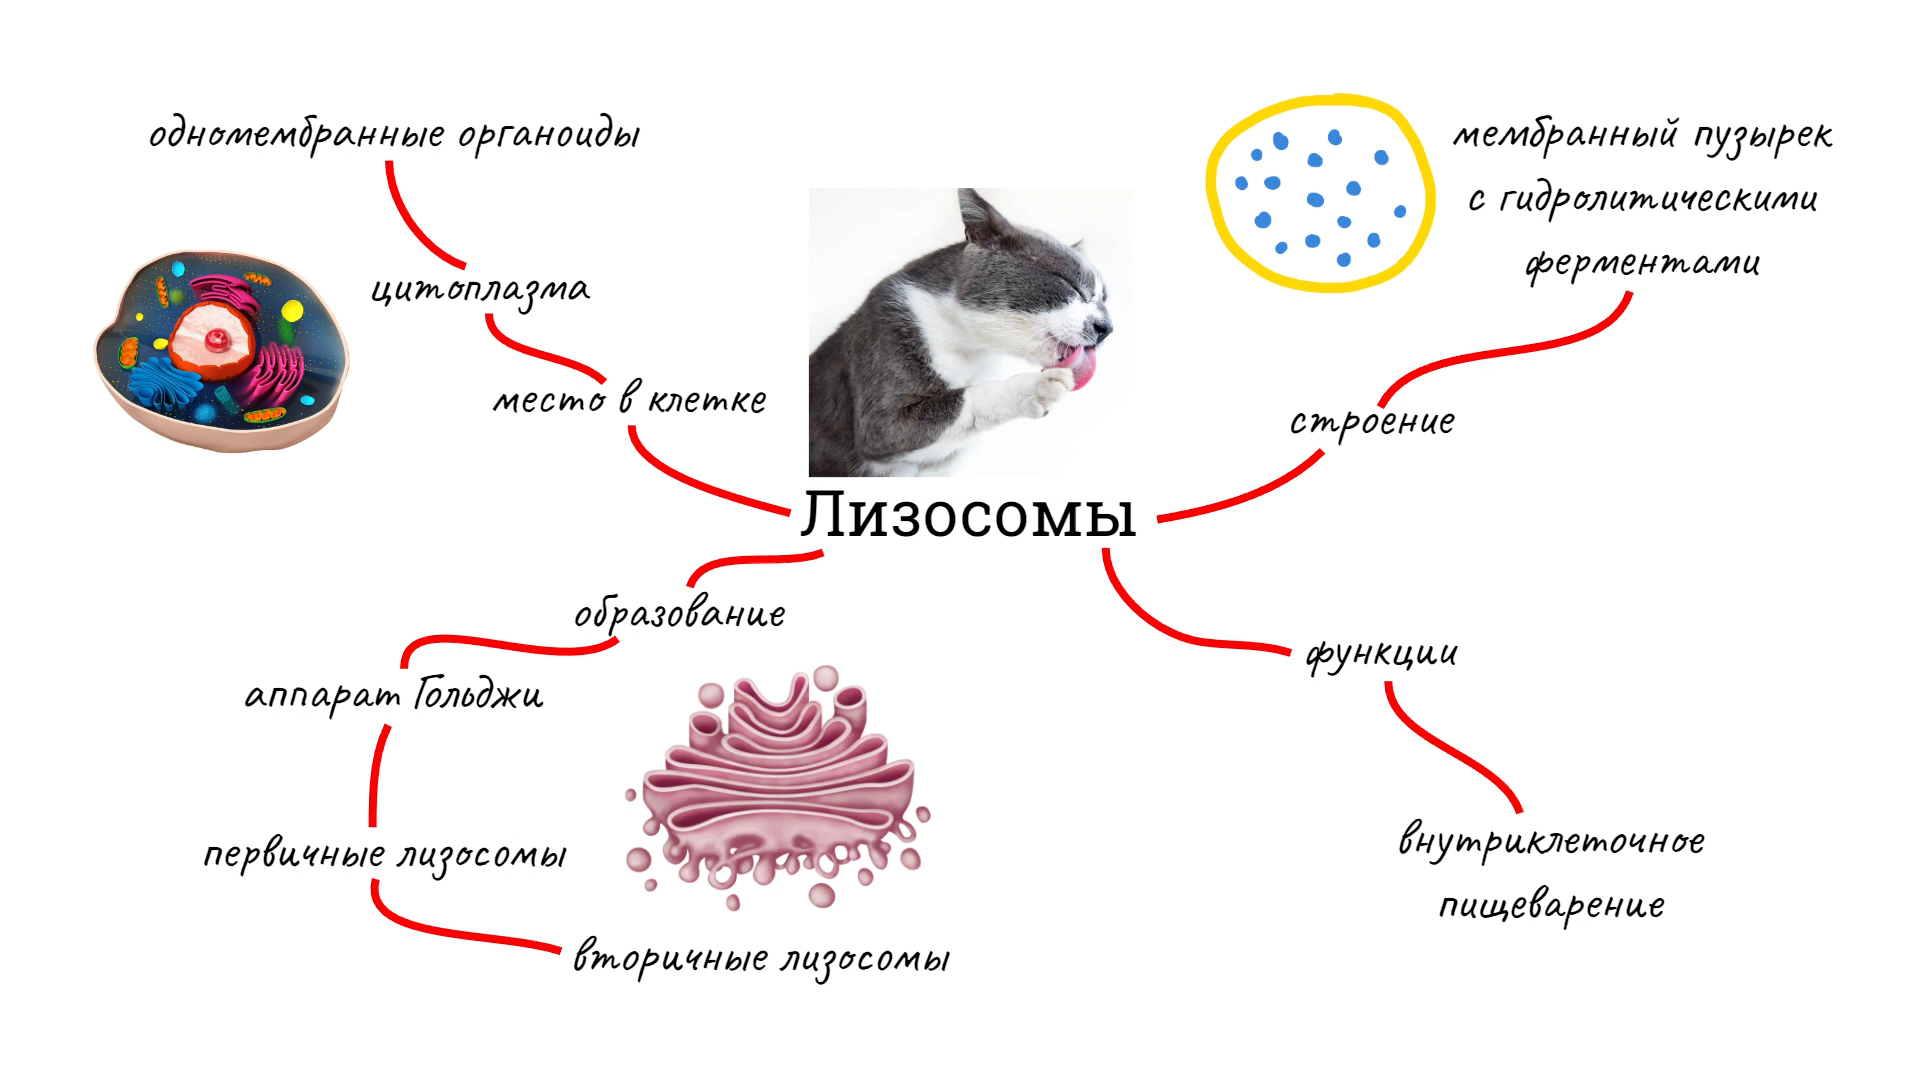 одномембранные органоиды
цитоплазма
место в клетке
мембранный пузырек
с гидролитическими
ферментами
строение
Лизосомы
образование
аппарат Гольджи
первичные лизосомы
вторичные лизосомы
функции
внутриклеточное
пищеварение